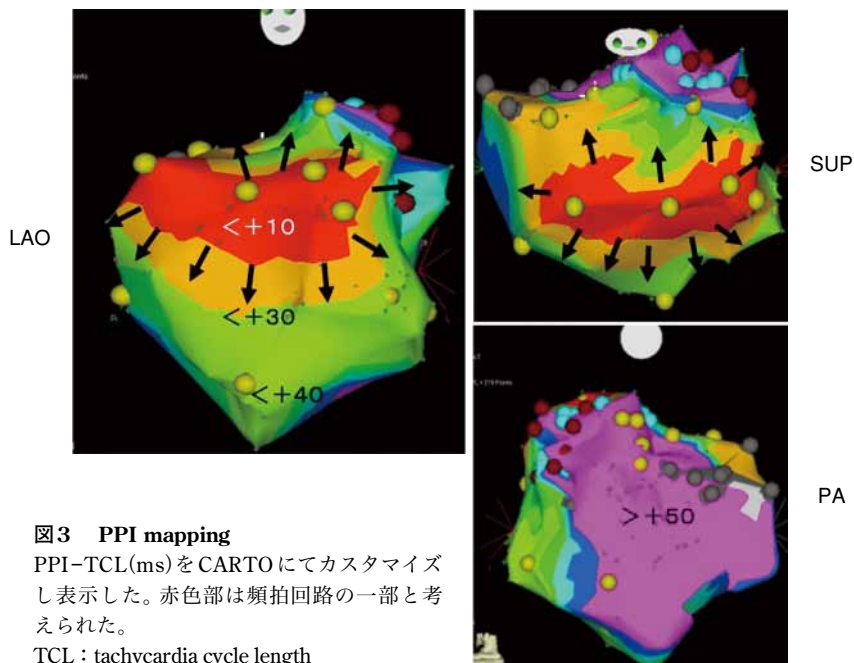 LAO
SUP
PA
<+10
<+30
<+40
>+50
図3 PPI mapping
PPI−TCL(ms)をCARTOにてカスタマイズ
し表示した。赤色部は頻拍回路の一部と考
えられた。
TCL：tachycardia cycle length